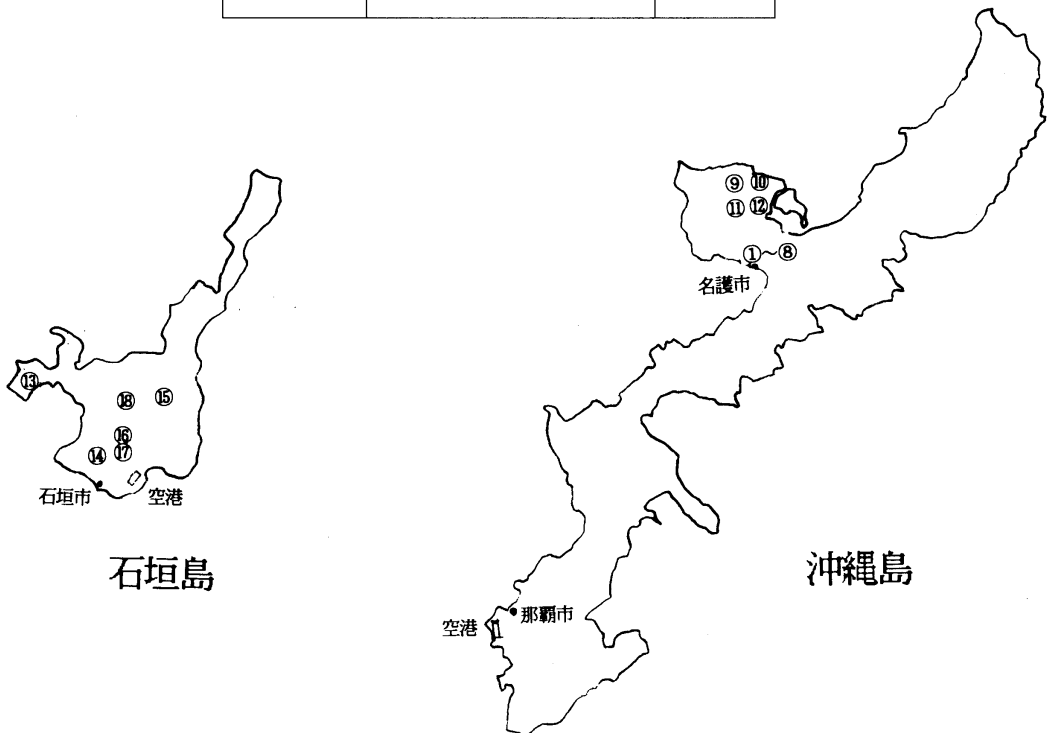 ⑨ ⑩
⑪ ⑫
①~⑧
名護市
⑬
⑱ ⑮
⑯
⑭ ⑰
石垣市 空港
石垣島
沖縄島
空港 那覇市